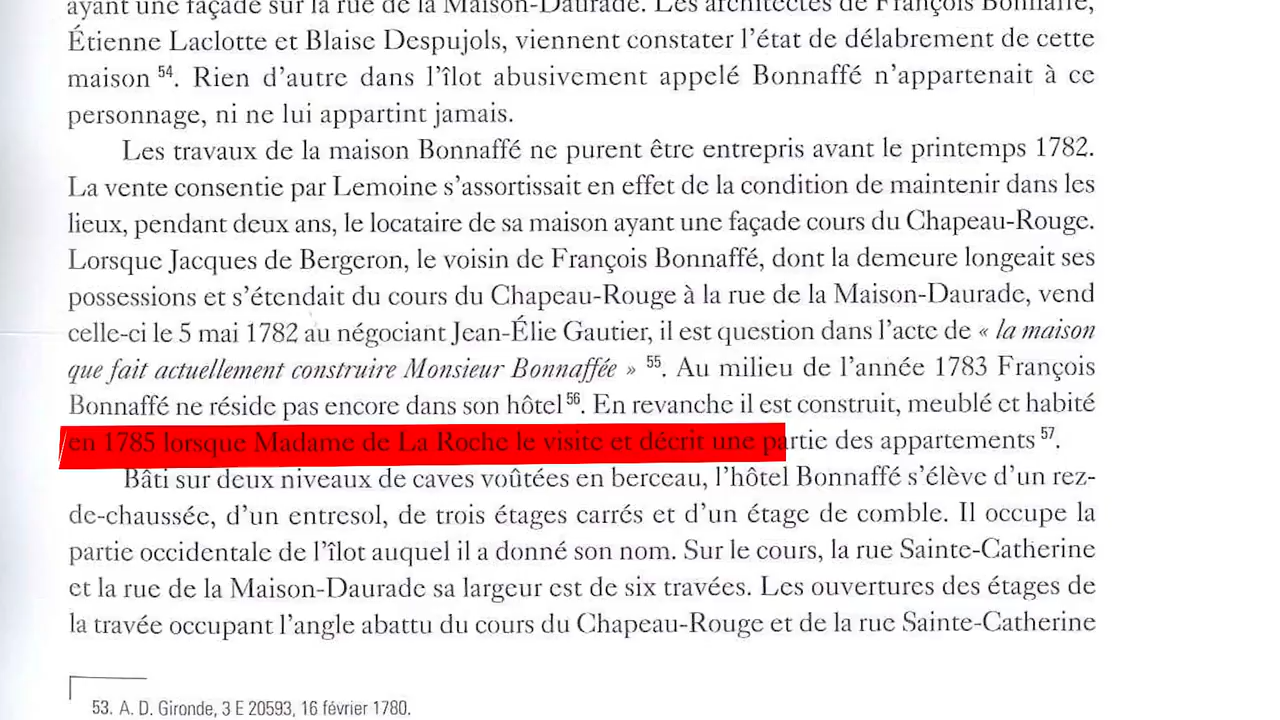 ayant une façade sur la rue de la Maison-Daurade. Les architectes de François Bonnaffé,
Étienne Laclotte et Blaise Despujols, viennent constater l'état de délabrement de cette
maison 54. Rien d'autre dans l'îlot abusivement appelé Bonnaffé n'appartenait à ce
personnage, ni ne lui appartint jamais.
Les travaux de la maison Bonnaffé ne purent être entrepris avant le printemps 1782.
La vente consentie par Lemoine s'assortissait en effet de la condition de maintenir dans les
lieux, pendant deux ans, le locataire de sa maison ayant une façade cours du Chapeau-Rouge.
Lorsque Jacques de Bergeron, le voisin de François Bonnaffé, dont la demeure longeait ses
possessions et s'étendait du cours du Chapeau-Rouge à la rue de la Maison-Daurade, vend
celle-ci le 5 mai 1782 au négociant Jean-Élie Gautier, il est question dans l'acte de « la maison
que fait actuellement construire Monsieur Bonnaffée » 55. Au milieu de l'année 1783 François
Bonnaffé ne réside pas encore dans son hôtel 56. En revanche il est construit, meublé et habité
en 1785 lorsque Madame de La Roche le visite et décrit une partie des appartements 57.
Bâti sur deux niveaux de caves voûtées en berceau, l'hôtel Bonnaffé s'élève d'un rez-
de-chaussée, d'un entresol, de trois étages carrés et d'un étage de comble. Il occupe la
partie occidentale de l'îlot auquel il a donné son nom. Sur le cours, la rue Sainte-Catherine
et la rue de la Maison-Daurade sa largeur est de six travées. Les ouvertures des étages de
la travée occupant l'angle abattu du cours du Chapeau-Rouge et de la rue Sainte-Catherine
53. A. D. Gironde, 3 E 20593, 16 février 1780.